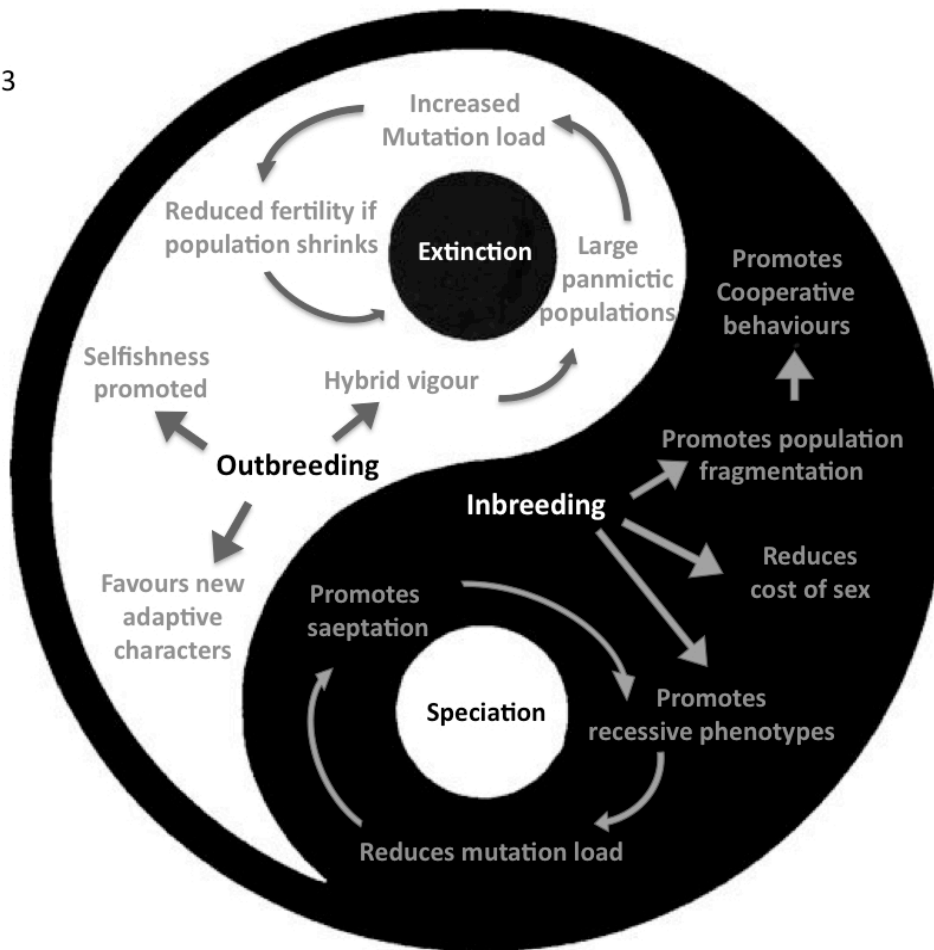 3
Increased
Mutation load
Reduced fertility if
population shrinks
Extinction
Large
panmictic
populations
Selfishness
promoted
Hybrid vigour
Outbreeding
Favours new
adaptive
characters
Promotes
Cooperative
behaviours
Promotes population
fragmentation
Inbreeding
Reduces
cost of sex
Promotes
saeptation
Speciation
Promotes
recessive phenotypes
Reduces mutation load